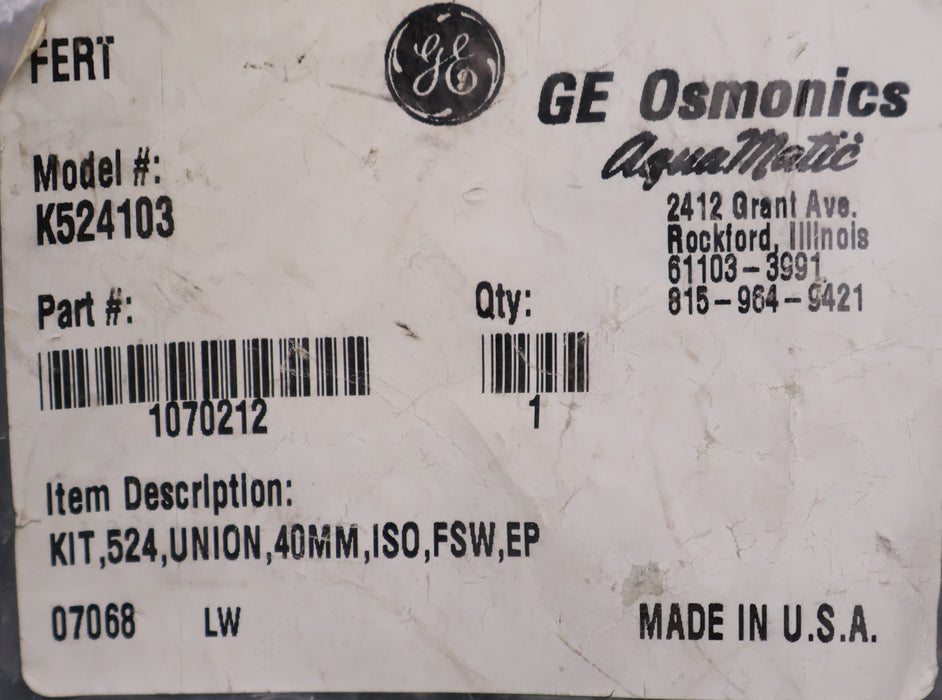 FERT
GE
GE Osmonics
AquaMatic
2412 Grant Ave.
Rockford, Illinois
61103-3991
815-964-9421
Model #:
K524103
Part #:
1070212
Qty:
1
Item Description:
KIT,524,UNION,40MM,ISO,FSW,EP
07068 LW
MADE IN U.S.A.